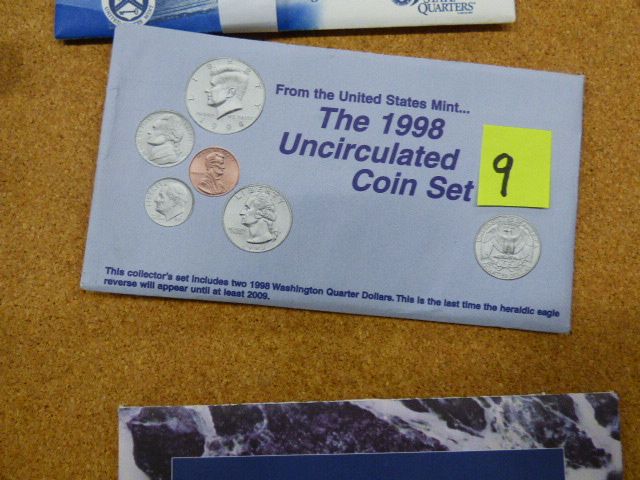 QUARTERS
From the United States Mint...
The 1998
Uncirculated
Coin Set
9
This collector's set includes two 1998 Washington Quarter Dollars. This is the last time the heraldic eagle
reverse will appear until at least 2009.